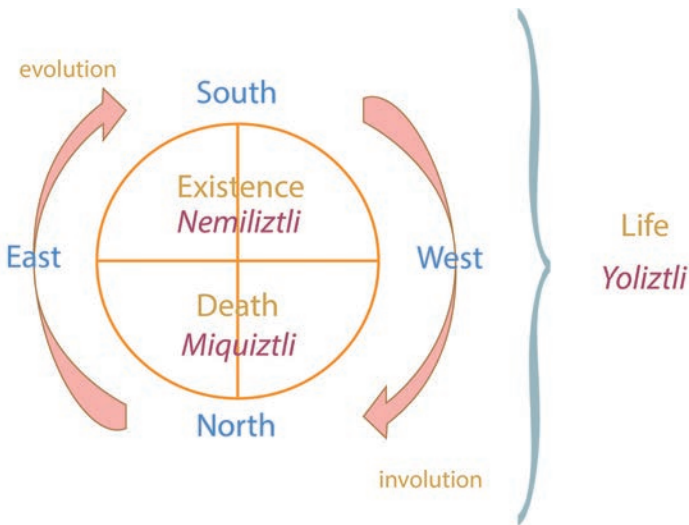 evolution
South
Existence
Nemiliztli
East
West
Life
Yoliztli
Death
Miquiztli
North
involution